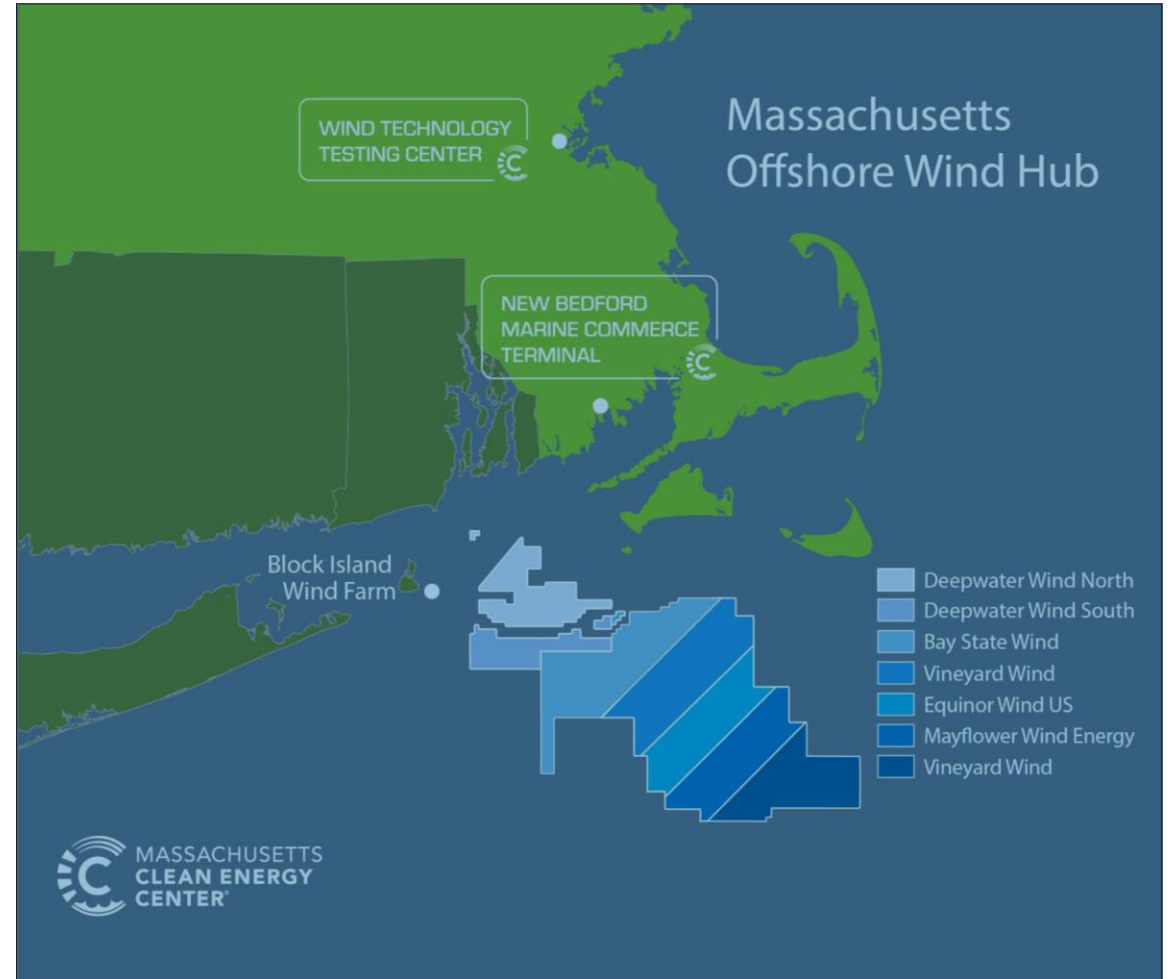 Massachusetts
Offshore Wind Hub
WIND TECHNOLOGY
TESTING CENTER
NEW BEDFORD
MARINE COMMERCE
TERMINAL
Block Island
Wind Farm
Deepwater Wind North
Deepwater Wind South
Bay State Wind
Vineyard Wind
Equinor Wind US
Mayflower Wind Energy
Vineyard Wind
MASSACHUSETTS
CLEAN ENERGY
CENTER®